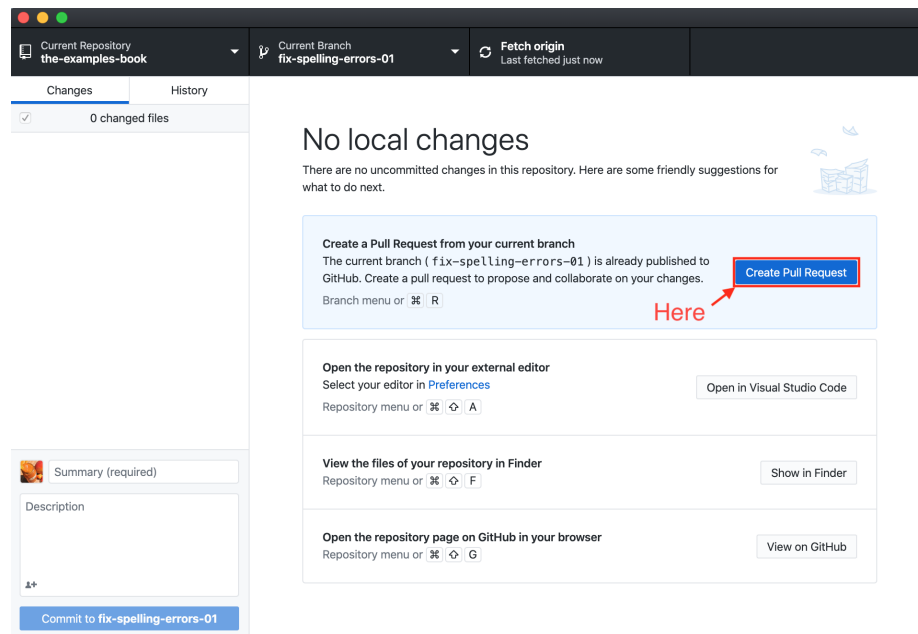 Current Repository
the-examples-book
Current Branch
fix-spelling-errors-01
Fetch origin
Last fetched just now
Changes
History
0 changed files
No local changes
There are no uncommitted changes in this repository. Here are some friendly suggestions for
what to do next.
Create a Pull Request from your current branch
The current branch ( fix-spelling-errors-01 ) is already published to
GitHub. Create a pull request to propose and collaborate on your changes.
Branch menu or ⌘ R
Create Pull Request
Here
Open the repository in your external editor
Select your editor in Preferences
Repository menu or ⌘ ⇧ A
Open in Visual Studio Code
View the files of your repository in Finder
Repository menu or ⌘ ⇧ F
Show in Finder
Open the repository page on GitHub in your browser
Repository menu or ⌘ ⇧ G
View on GitHub
Summary (required)
Description
Commit to fix-spelling-errors-01